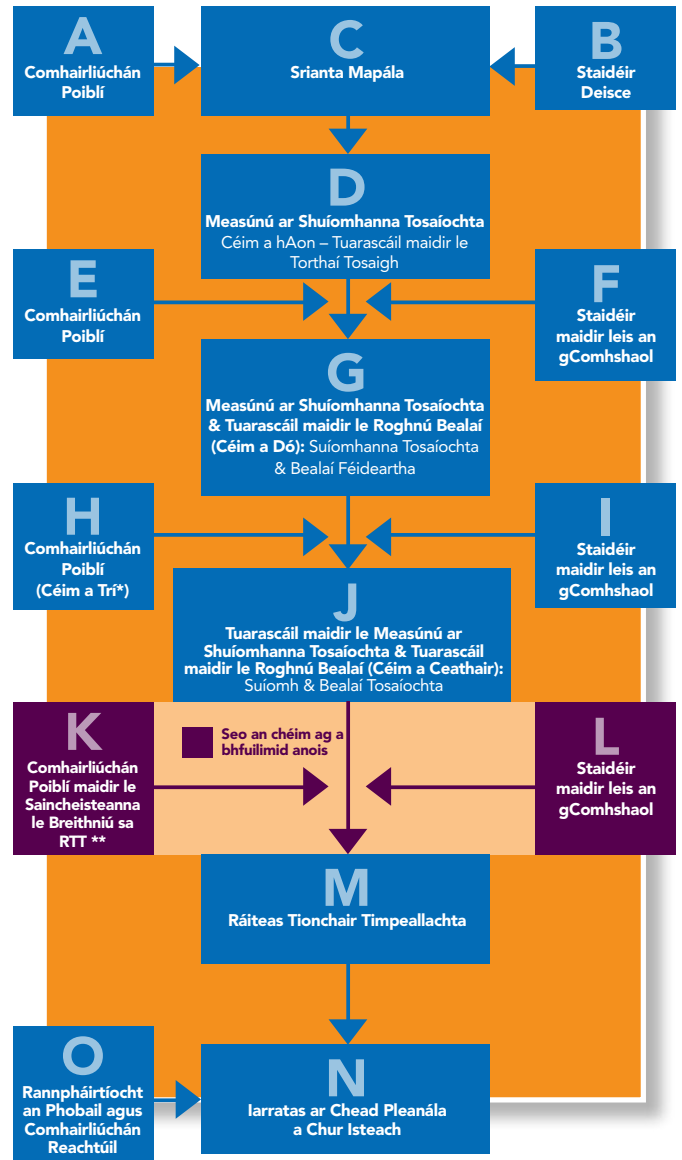 A
Comhairliúchán
Poiblí
C
Srianta Mapála
B
Staidéir
Deisce
D
Measúnú ar Shuíomhanna Tosaíochta
Céim a hAon – Tuarascáil maidir le
Torthaí Tosaigh
E
Comhairliúchán
Poiblí
F
Staidéir
maidir leis an
gComhshaol
G
Measúnú ar Shuíomhanna Tosaíochta
& Tuarascáil maidir le Roghnú Bealaí
(Céim a Dó): Suíomhanna Tosaíochta
& Bealaí Féideartha
H
Comhairliúchán
Poiblí
(Céim a Trí*)
I
Staidéir
maidir leis an
gComhshaol
J
Tuarascáil maidir le Measúnú ar
Shuíomhanna Tosaíochta & Tuarascáil
maidir le Roghnú Bealaí (Céim a Ceathair):
Suíomh & Bealaí Tosaíochta
K
Comhairliúchán
Poiblí maidir le
Saincheisteanna
le Breithniú sa
RTT **
Seo an chéim ag a
bhfuilimid anois
L
Staidéir
maidir leis an
gComhshaol
M
Ráiteas Tionchair Timpeallachta
O
Rannpháirtíocht
an Phobail agus
Comhairliúchán
Reachtúil
N
Iarratas ar Chead Pleanála
a Chur Isteach